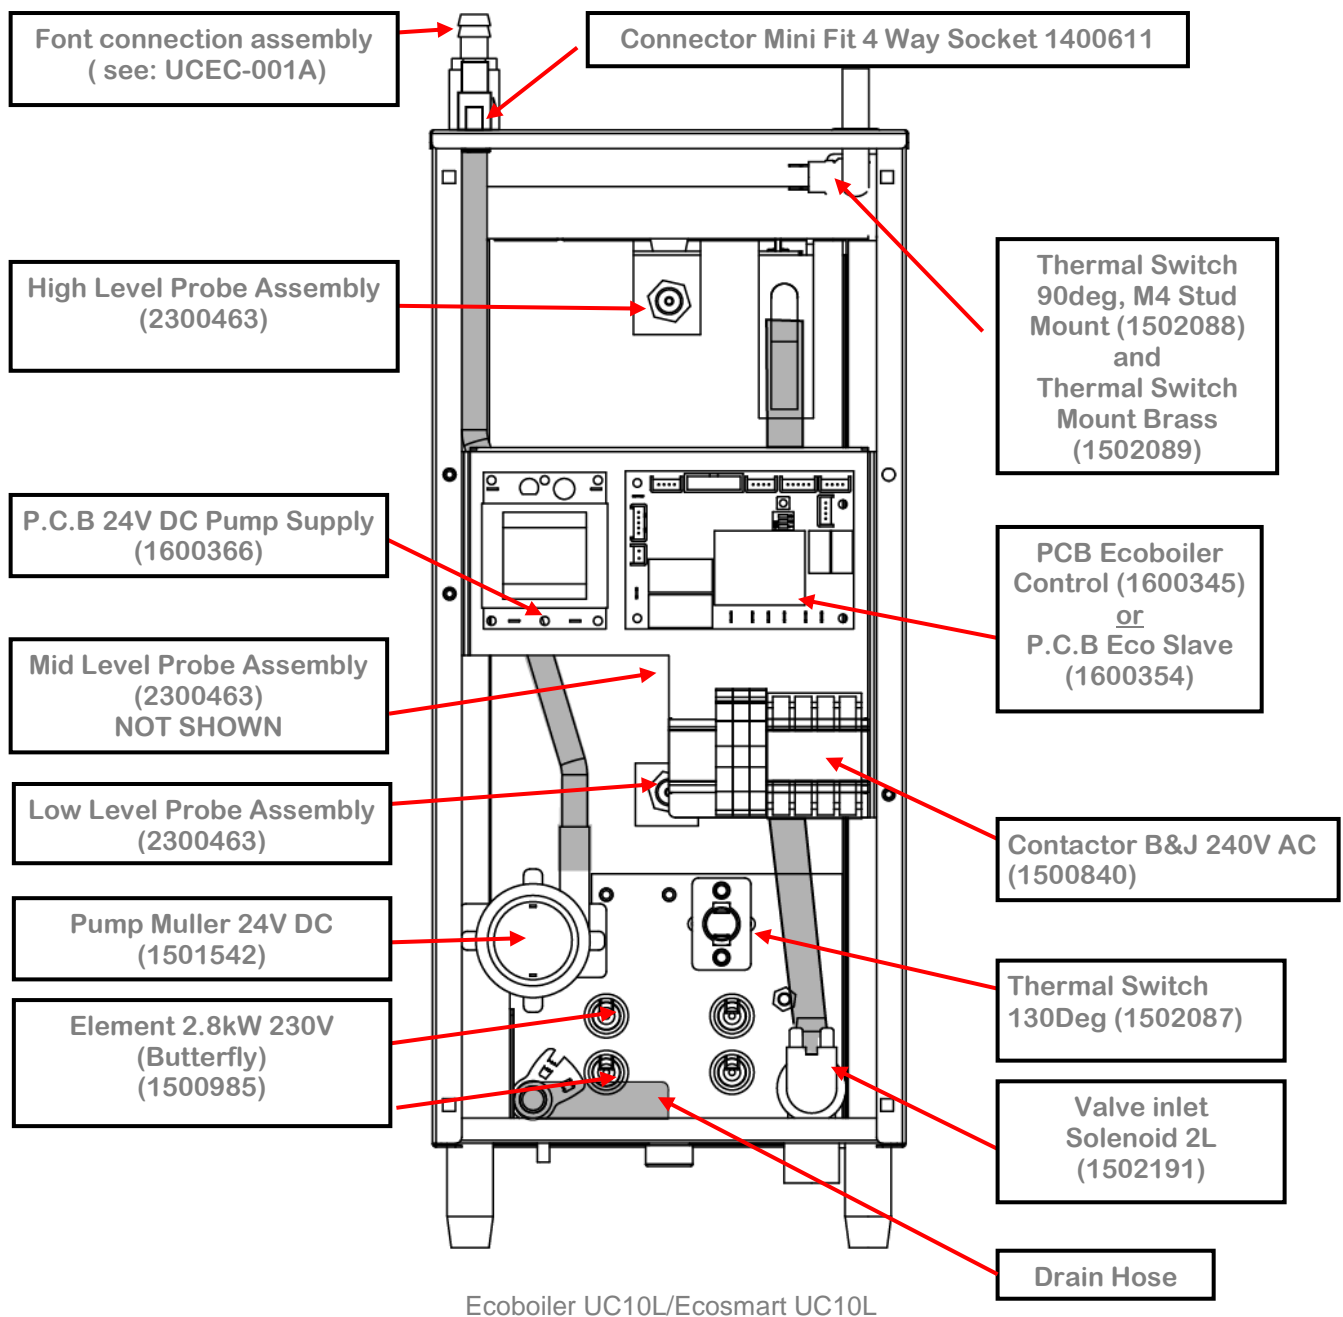 Font connection assembly
( see: UCEC-001A)
Connector Mini Fit 4 Way Socket 1400611
High Level Probe Assembly
(2300463)
Thermal Switch
90deg, M4 Stud
Mount (1502088)
and
Thermal Switch
Mount Brass
(1502089)
P.C.B 24V DC Pump Supply
(1600366)
PCB Ecoboiler
Control (1600345)
or
P.C.B Eco Slave
(1600354)
Mid Level Probe Assembly
(2300463)
NOT SHOWN
Low Level Probe Assembly
(2300463)
Contactor B&J 240V AC
(1500840)
Pump Muller 24V DC
(1501542)
Thermal Switch
130Deg (1502087)
Element 2.8kW 230V
(Butterfly)
(1500985)
Valve inlet
Solenoid 2L
(1502191)
Drain Hose
Ecoboiler UC10L/Ecosmart UC10L